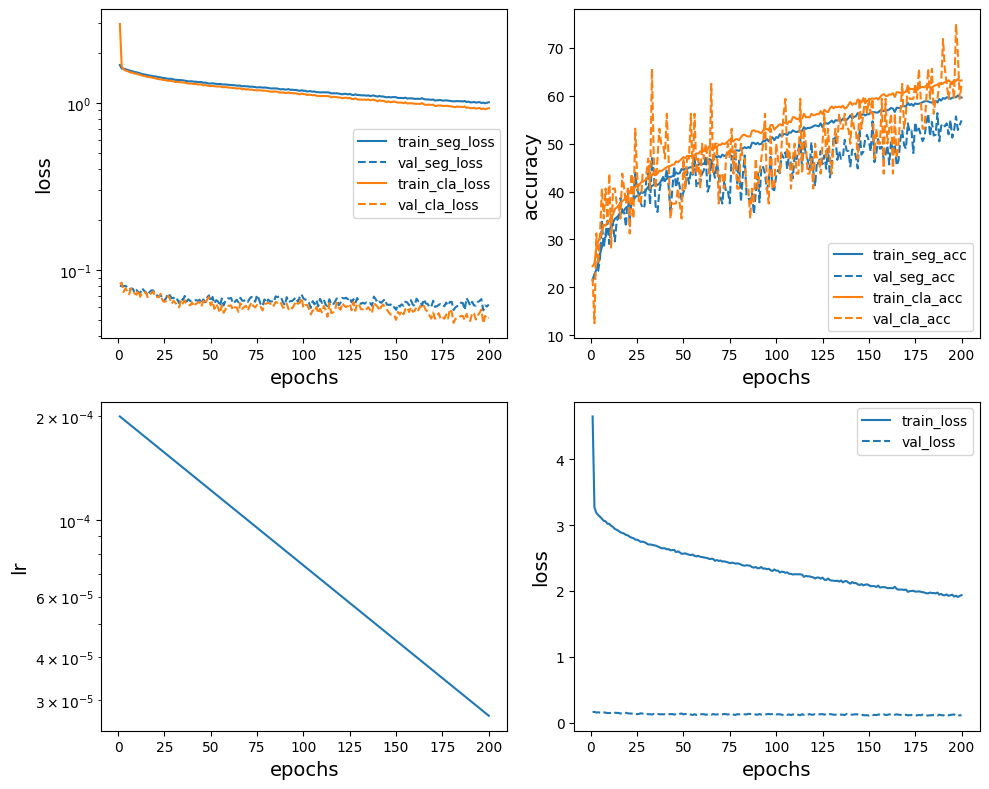 10^0
10^-1
loss
train_seg_loss
val_seg_loss
train_cla_loss
val_cla_loss
0 25 50 75 100 125 150 175 200
epochs
70
60
50
40
30
20
10
accuracy
train_seg_acc
val_seg_acc
train_cla_acc
val_cla_acc
0 25 50 75 100 125 150 175 200
epochs
2 × 10^-4
10^-4
6 × 10^-5
4 × 10^-5
3 × 10^-5
lr
0 25 50 75 100 125 150 175 200
epochs
4
3
2
1
0
loss
train_loss
val_loss
0 25 50 75 100 125 150 175 200
epochs